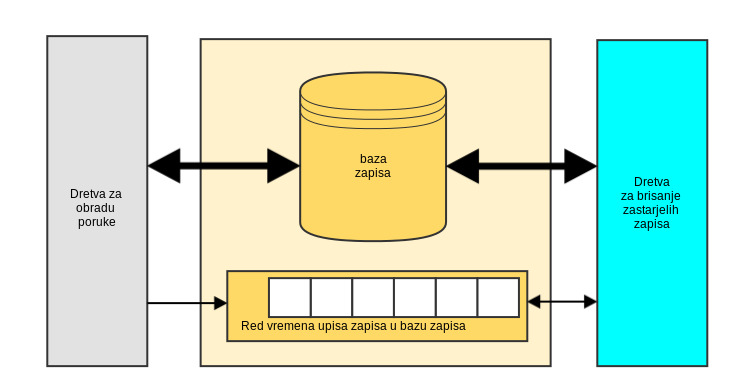 Dretva za
obradu
poruke
baza
zapisa
Dretva
za brisanje
zastarjelih
zapisa
Red vremena upisa zapisa u bazu zapisa